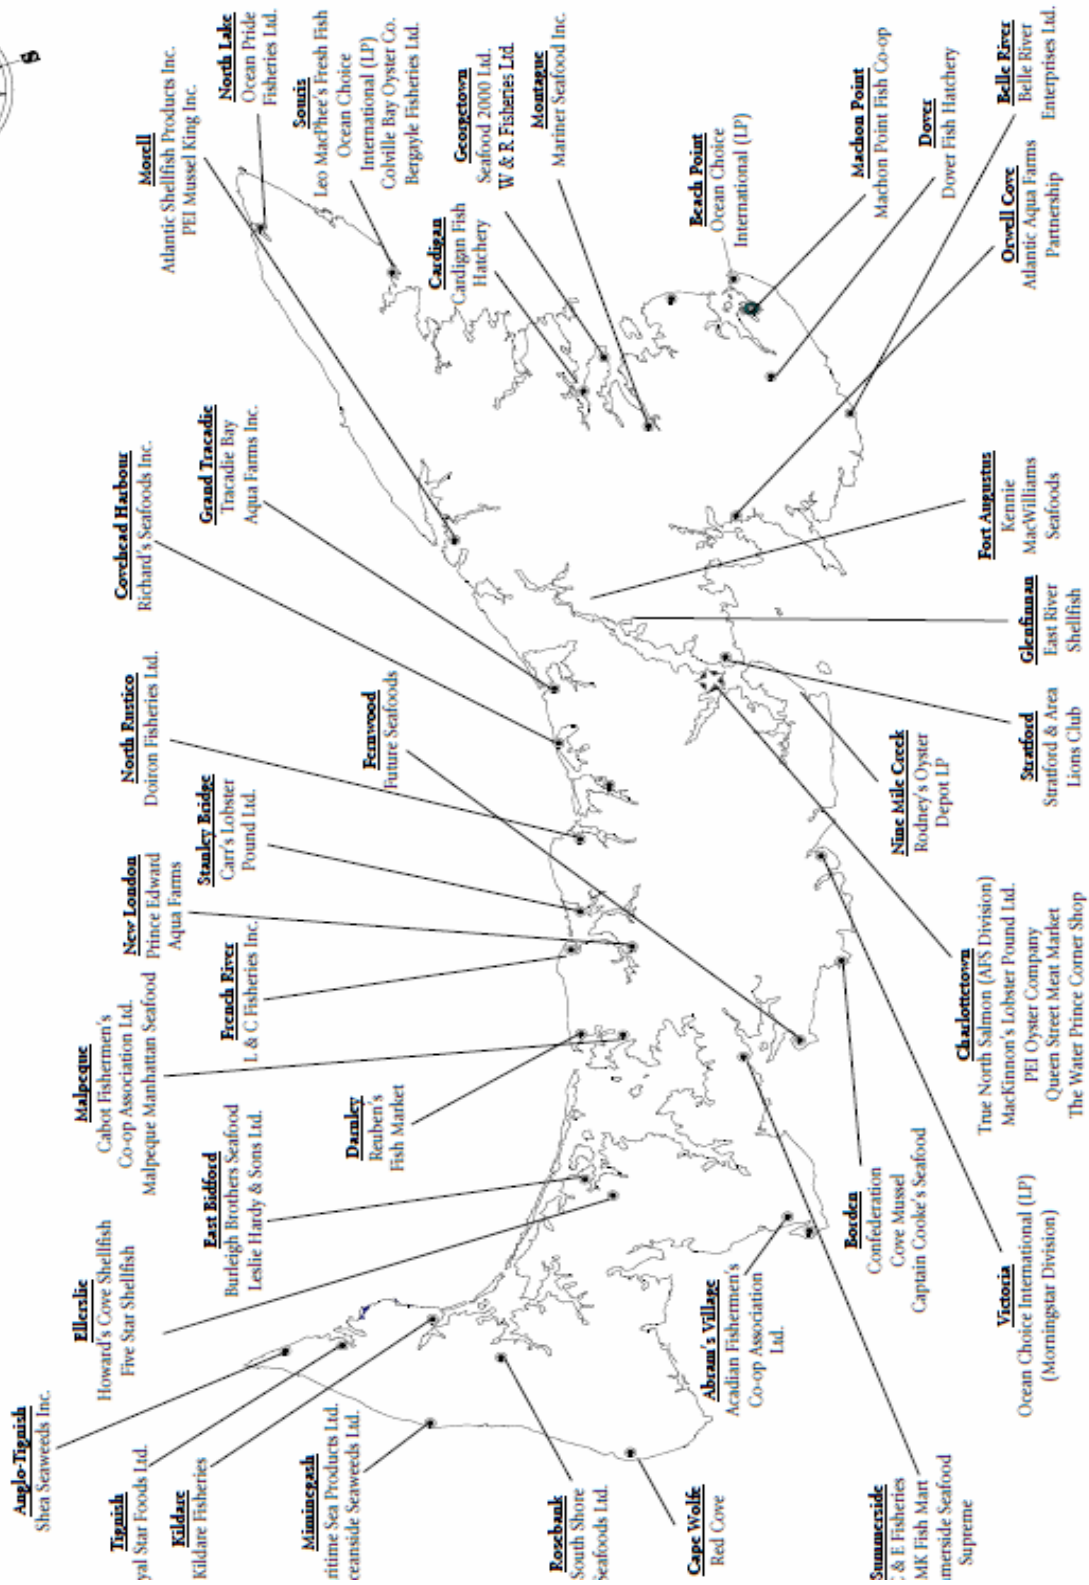 S
Anglo-Tignish
Shea Seaweeds Inc.
Tignish
yal Star Foods Ltd.
Kildare
Kildare Fisheries
Miminegash
ritime Sea Products Ltd.
ceanside Seaweeds Ltd.
Rosebank
South Shore
Seafoods Ltd.
Cape Wolfe
Red Cove
Summerside
& E Fisheries
MK Fish Mart
merside Seafood
Supreme
Ellerslie
Howard's Cove Shellfish
Five Star Shellfish
East Bidford
Burleigh Brothers Seafood
Leslie Hardy & Sons Ltd.
Abram's Village
Acadian Fishermen's
Co-op Association
Ltd.
Victoria
Ocean Choice International (LP)
(Morningstar Division)
Malpeque
Cabot Fishermen's
Co-op Association Ltd.
Malpeque Manhattan Seafood
Darnley
Reuben's
Fish Market
Borden
Confederation
Cove Mussel
Captain Cooke's Seafood
French River
L & C Fisheries Inc.
New London
Prince Edward
Aqua Farms
Stanley Bridge
Carr's Lobster
Pound Ltd.
Charlottetown
True North Salmon (AFS Division)
MacKinnon's Lobster Pound Ltd.
PEI Oyster Company
Queen Street Meat Market
The Water Prince Corner Shop
North Rustico
Doiron Fisheries Ltd.
Fernwood
Future Seafoods
Nine Mile Creek
Rodney's Oyster
Depot LP
Stratford
Stratford & Area
Lions Club
Covehead Harbour
Richard's Seafoods Inc.
Grand Tracadie
Tracadie Bay
Aqua Farms Inc.
Glenfinnan
East River
Shellfish
Fort Augustus
Kennie
MacWilliams
Seafoods
Morell
Atlantic Shellfish Products Inc.
PEI Mussel King Inc.
North Lake
Ocean Pride
Fisheries Ltd.
Souris
Leo MacPhee's Fresh Fish
Ocean Choice
International (LP)
Colville Bay Oyster Co.
Bergayle Fisheries Ltd.
Cardigan
Cardigan Fish
Hatchery
Georgetown
Seafood 2000 Ltd.
W & R Fisheries Ltd.
Montague
Mariner Seafood Inc.
Beach Point
Ocean Choice
International (LP)
Machon Point
Machon Point Fish Co-op
Dover
Dover Fish Hatchery
Orwell Cove
Atlantic Aqua Farms
Partnership
Belle River
Belle River
Enterprises Ltd.